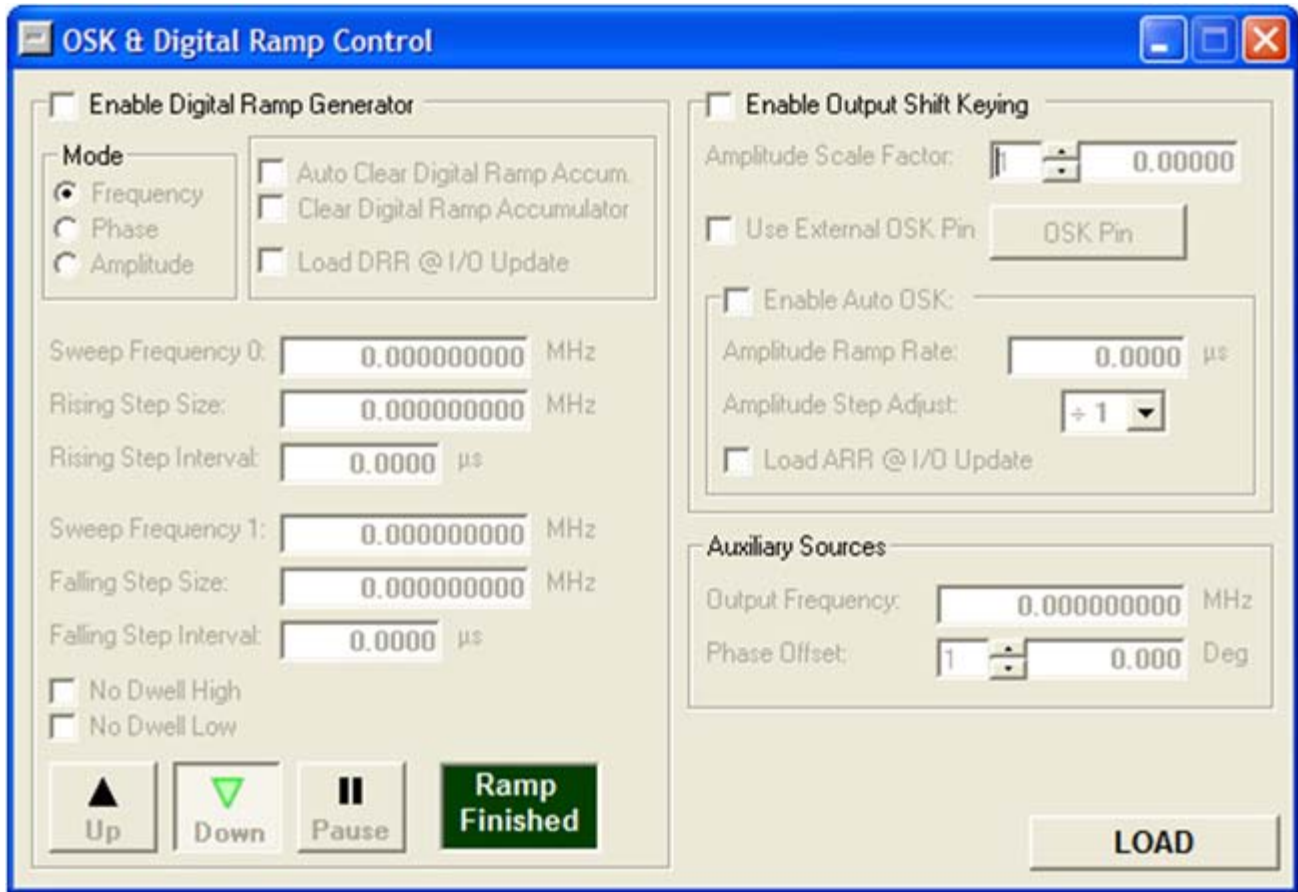 OSK & Digital Ramp Control
Enable Digital Ramp Generator
Mode
Frequency
Phase
Amplitude
Auto Clear Digital Ramp Accum.
Clear Digital Ramp Accumulator
Load DRR @ I/O Update
Sweep Frequency 0: 0.000000000 MHz
Rising Step Size: 0.000000000 MHz
Rising Step Interval: 0.0000 µs
Sweep Frequency 1: 0.000000000 MHz
Falling Step Size: 0.000000000 MHz
Falling Step Interval: 0.0000 µs
No Dwell High
No Dwell Low
Up Down Pause
Ramp
Finished
Enable Output Shift Keying
Amplitude Scale Factor: 1 0.00000
Use External OSK Pin OSK Pin
Enable Auto OSK:
Amplitude Ramp Rate: 0.0000 µs
Amplitude Step Adjust: ÷ 1
Load ARR @ I/O Update
Auxiliary Sources
Output Frequency: 0.000000000 MHz
Phase Offset: 1 0.000 Deg
LOAD